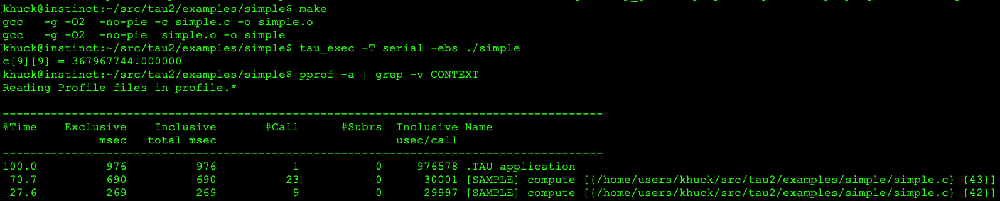 khuck@instinct:~/src/tau2/examples/simple$ make
gcc   -g -O2  -no-pie -c simple.c -o simple.o
gcc   -g -O2  -no-pie  simple.o -o simple
khuck@instinct:~/src/tau2/examples/simple$ tau_exec -T serial -ebs ./simple
c[9][9] = 367967744.000000
khuck@instinct:~/src/tau2/examples/simple$ pprof -a | grep -v CONTEXT
Reading Profile files in profile.*
---------------------------------------------------------------------------------------
%Time    Exclusive    Inclusive       #Call      #Subrs  Inclusive Name
              msec   total msec                          usec/call
---------------------------------------------------------------------------------------
100.0          976          976           1           0     976578 .TAU application
 70.7          690          690          23           0      30001 [SAMPLE] compute [{/home/users/khuck/src/tau2/examples/simple/simple.c} {43}]
 27.6          269          269           9           0      29997 [SAMPLE] compute [{/home/users/khuck/src/tau2/examples/simple/simple.c} {42}]